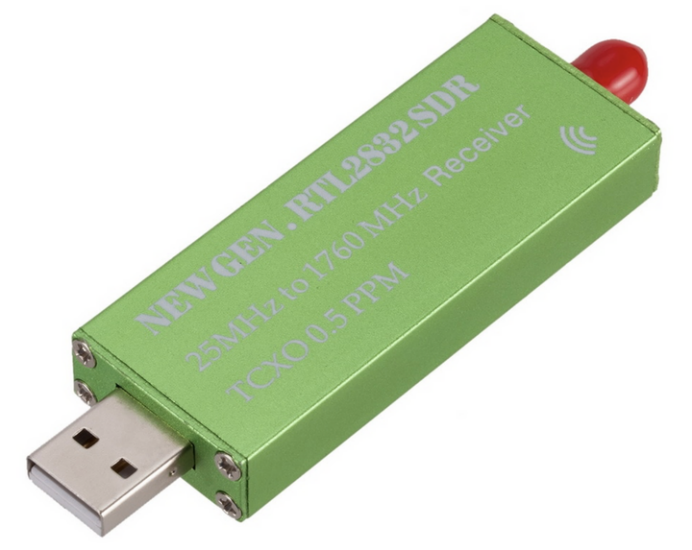 NEWGEN.RTL2832 SDR
25MHz to 1760 MHz Receiver
TCXO 0.5 PPM